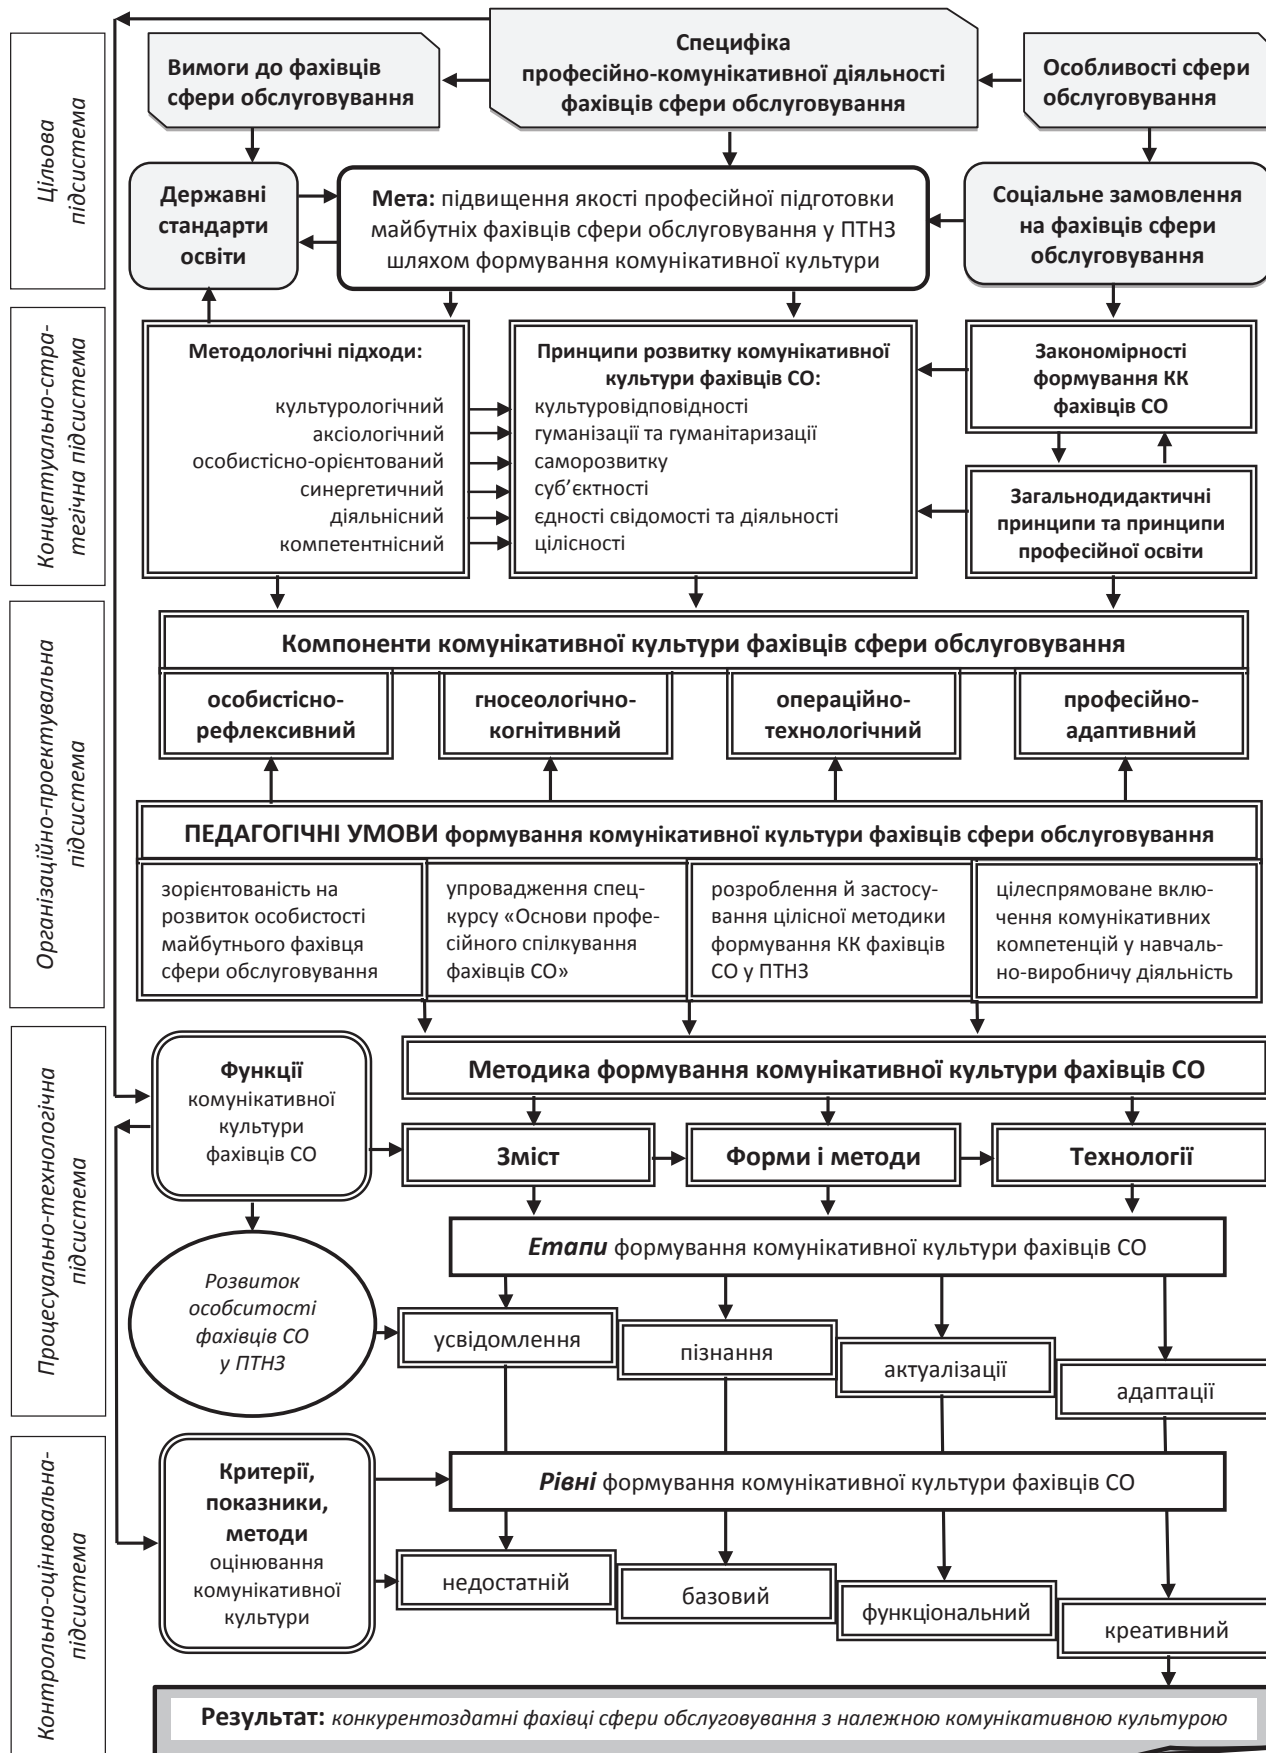 Цільова
підсистема
Специфіка
професійно-комунікативної діяльності
фахівців сфери обслуговування
Вимоги до фахівців
сфери обслуговування
Особливості сфери
обслуговування
Державні
стандарти
освіти
Мета: підвищення якості професійної підготовки
майбутніх фахівців сфери обслуговування у ПТНЗ
шляхом формування комунікативної культури
Соціальне замовлення
на фахівців сфери
обслуговування
Концептуально-стра-
тегічна підсистема
Методологічні підходи:
культурологічний
аксіологічний
особистісно-орієнтований
синергетичний
діяльнісний
компетентнісний
Принципи розвитку комунікативної
культури фахівців СО:
культуровідповідності
гуманізації та гуманітаризації
саморозвитку
суб’єктності
єдності свідомості та діяльності
цілісності
Закономірності
формування КК
фахівців СО
Загальнодидактичні
принципи та принципи
професійної освіти
Організаційно-проектувальна
підсистема
Компоненти комунікативної культури фахівців сфери обслуговування
особистісно-
рефлексивний
гносеологічно-
когнітивний
операційно-
технологічний
професійно-
адаптивний
ПЕДАГОГІЧНІ УМОВИ формування комунікативної культури фахівців сфери обслуговування
зорієнтованість на
розвиток особистості
майбутнього фахівця
сфери обслуговування
упровадження спец-
курсу «Основи профе-
сійного спілкування
фахівців СО»
розроблення й застосу-
вання цілісної методики
формування КК фахівців
СО у ПТНЗ
цілеспрямоване вклю-
чення комунікативних
компетенцій у навчаль-
но-виробничу діяльність
Процесуально-технологічна
підсистема
Функції
комунікативної
культури
фахівців СО
Методика формування комунікативної культури фахівців СО
Зміст
Форми і методи
Технології
Етапи формування комунікативної культури фахівців СО
Розвиток
особситості
фахівців СО
у ПТНЗ
усвідомлення
пізнання
актуалізації
адаптації
Контрольно-оцінювальна-
підсистема
Критерії,
показники,
методи
оцінювання
комунікативної
культури
Рівні формування комунікативної культури фахівців СО
недостатній
базовий
функціональний
креативний
Результат: конкурентоздатні фахівці сфери обслуговування з належною комунікативною культурою